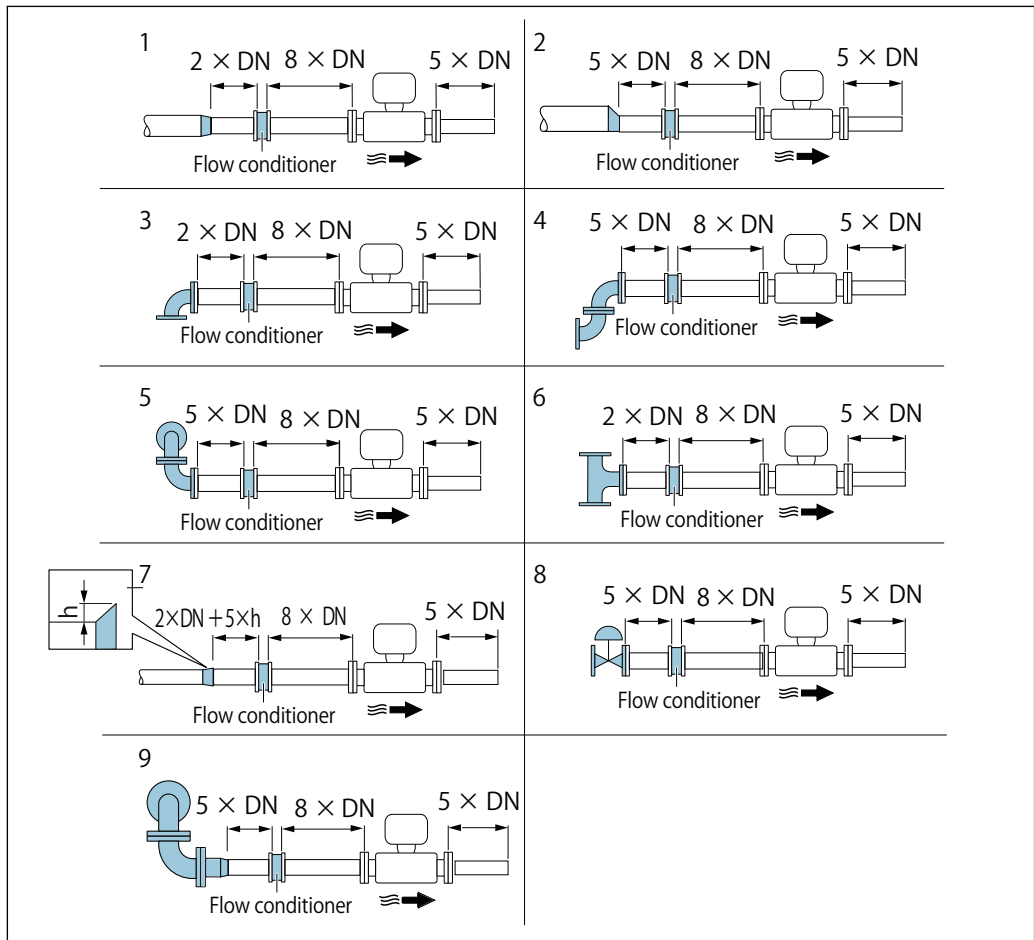 1
2 × DN 8 × DN 5 × DN
Flow conditioner
2
5 × DN 8 × DN 5 × DN
Flow conditioner
3
2 × DN 8 × DN 5 × DN
Flow conditioner
4
5 × DN 8 × DN 5 × DN
Flow conditioner
5
5 × DN 8 × DN 5 × DN
Flow conditioner
6
2 × DN 8 × DN 5 × DN
Flow conditioner
7
h
2×DN+5×h 8 × DN 5 × DN
Flow conditioner
8
5 × DN 8 × DN 5 × DN
Flow conditioner
9
5 × DN 8 × DN 5 × DN
Flow conditioner